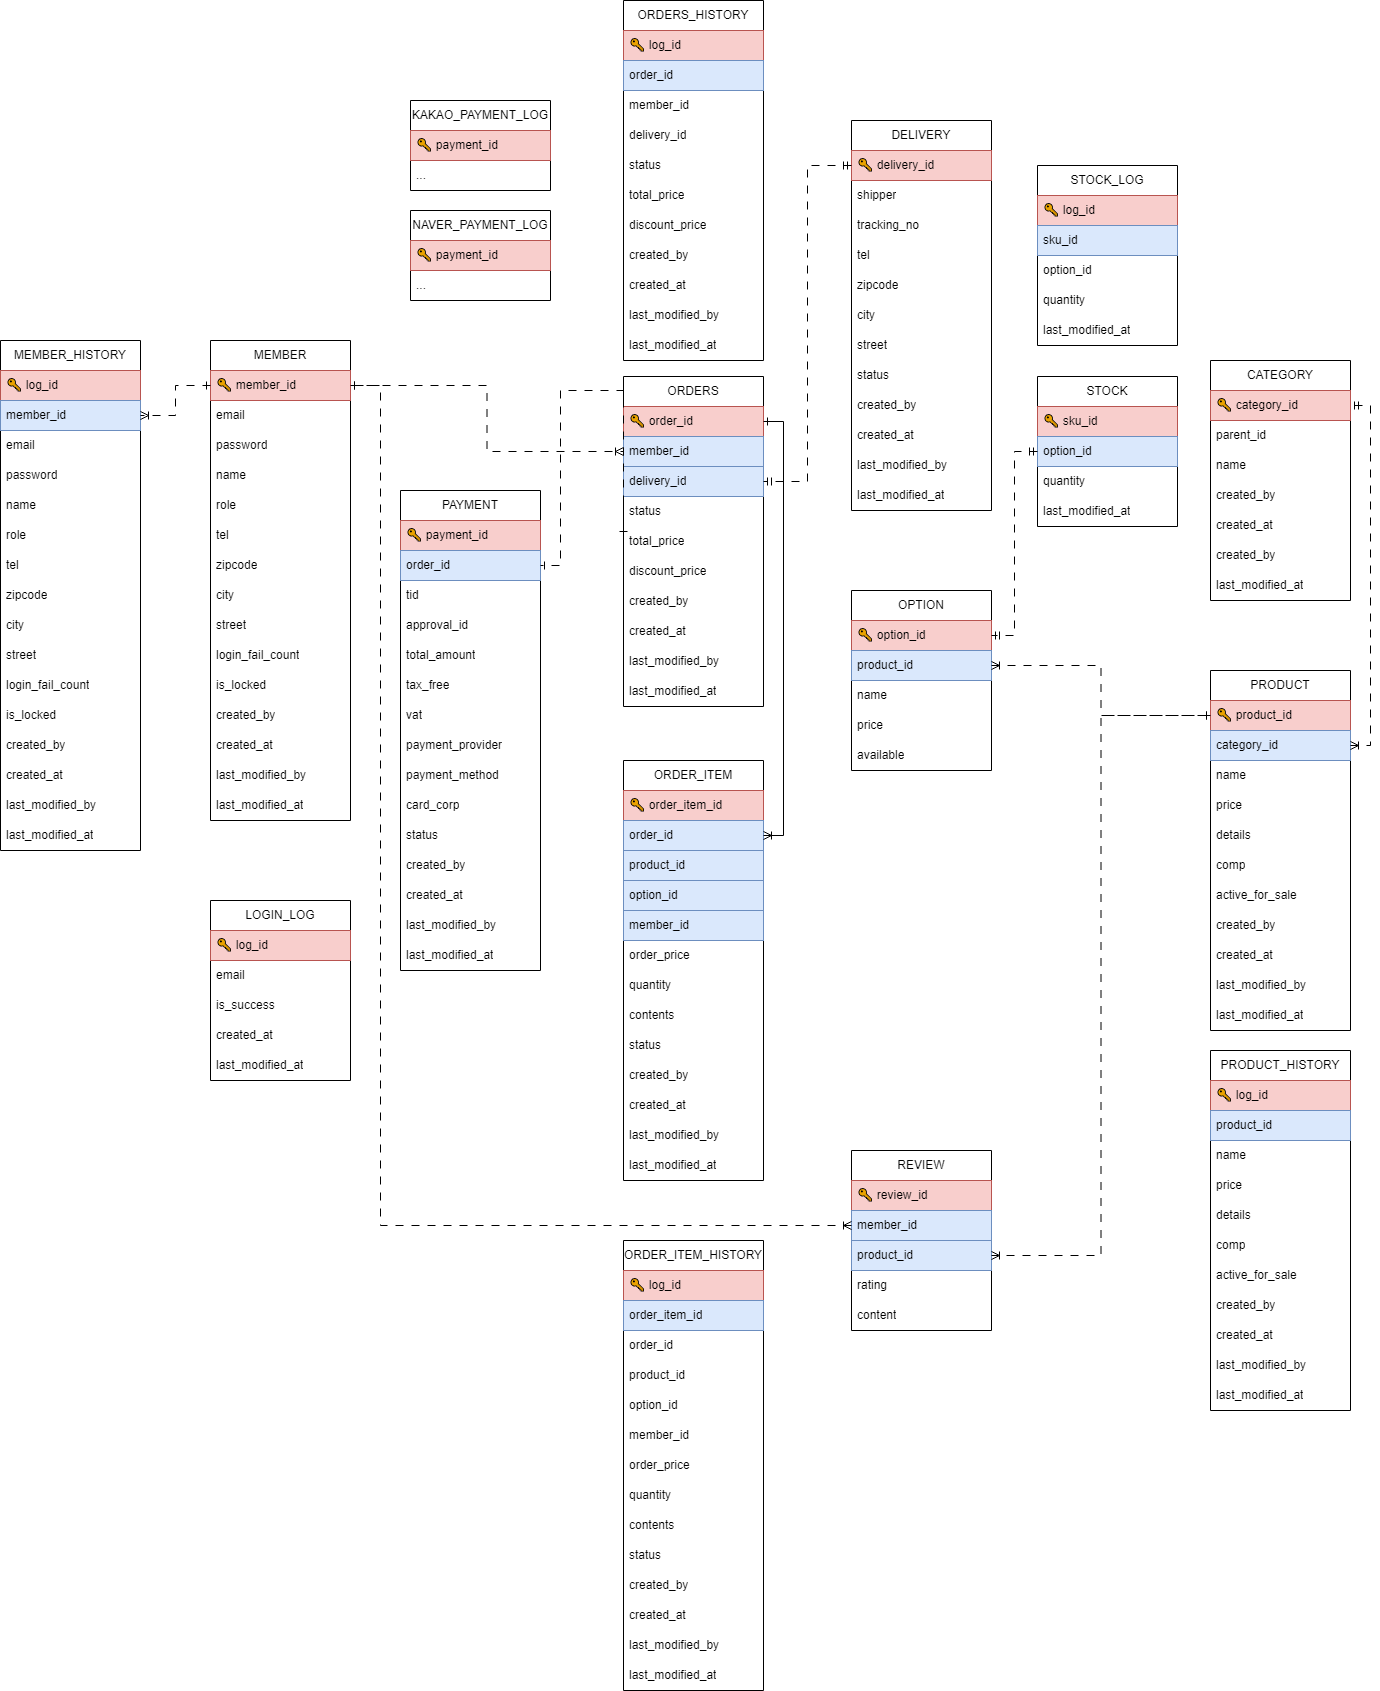 ORDERS_HISTORY
log_id
order_id
member_id
delivery_id
status
total_price
discount_price
created_by
created_at
last_modified_by
last_modified_at
KAKAO_PAYMENT_LOG
payment_id
...
NAVER_PAYMENT_LOG
payment_id
...
DELIVERY
delivery_id
shipper
tracking_no
tel
zipcode
city
street
status
created_by
created_at
last_modified_by
last_modified_at
STOCK_LOG
log_id
sku_id
option_id
quantity
last_modified_at
MEMBER_HISTORY
log_id
member_id
email
password
name
role
tel
zipcode
city
street
login_fail_count
is_locked
created_by
created_at
last_modified_by
last_modified_at
MEMBER
member_id
email
password
name
role
tel
zipcode
city
street
login_fail_count
is_locked
created_by
created_at
last_modified_by
last_modified_at
ORDERS
order_id
member_id
delivery_id
status
total_price
discount_price
created_by
created_at
last_modified_by
last_modified_at
STOCK
sku_id
option_id
quantity
last_modified_at
CATEGORY
category_id
parent_id
name
created_by
created_at
created_by
last_modified_at
PAYMENT
payment_id
order_id
tid
approval_id
total_amount
tax_free
vat
payment_provider
payment_method
card_corp
status
created_by
created_at
last_modified_by
last_modified_at
OPTION
option_id
product_id
name
price
available
PRODUCT
product_id
category_id
name
price
details
comp
active_for_sale
created_by
created_at
last_modified_by
last_modified_at
ORDER_ITEM
order_item_id
order_id
product_id
option_id
member_id
order_price
quantity
contents
status
created_by
created_at
last_modified_by
last_modified_at
LOGIN_LOG
log_id
email
is_success
created_at
last_modified_at
PRODUCT_HISTORY
log_id
product_id
name
price
details
comp
active_for_sale
created_by
created_at
last_modified_by
last_modified_at
REVIEW
review_id
member_id
product_id
rating
content
ORDER_ITEM_HISTORY
log_id
order_item_id
order_id
product_id
option_id
member_id
order_price
quantity
contents
status
created_by
created_at
last_modified_by
last_modified_at